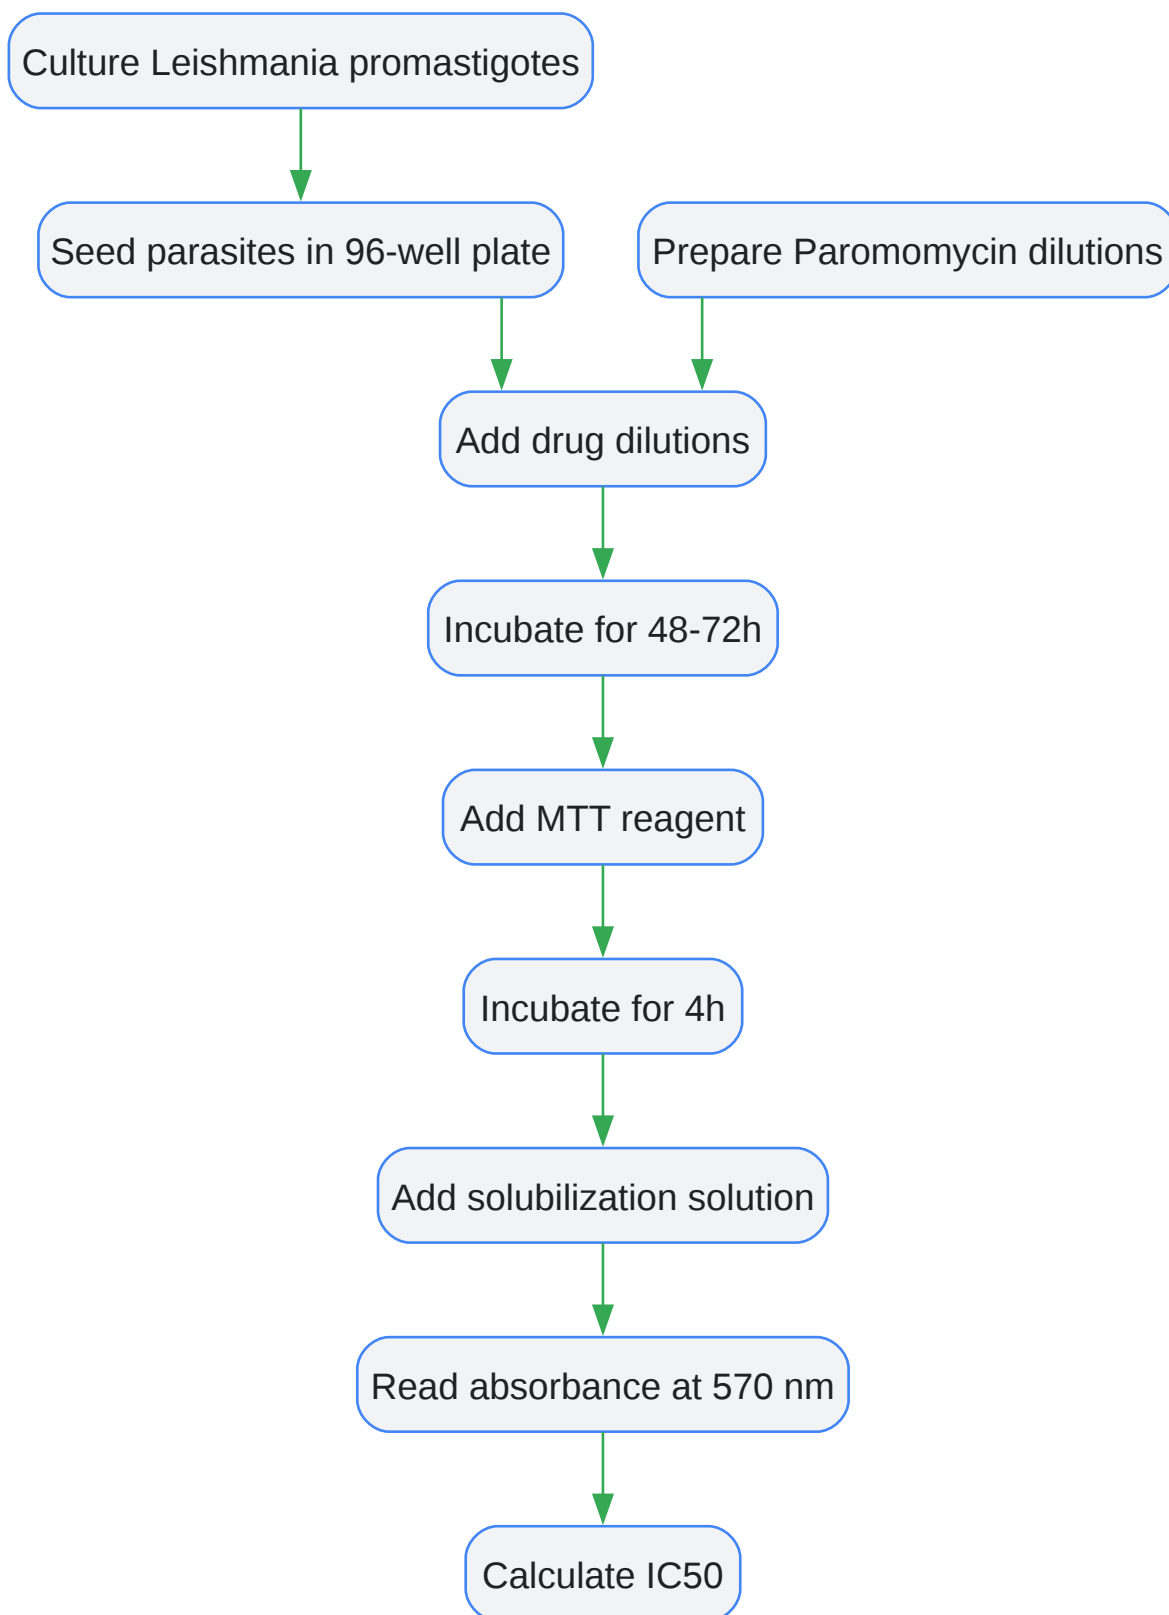 Culture Leishmania promastigotes
Seed parasites in 96-well plate
Prepare Paromomycin dilutions
Add drug dilutions
Incubate for 48-72h
Add MTT reagent
Incubate for 4h
Add solubilization solution
Read absorbance at 570 nm
Calculate IC50